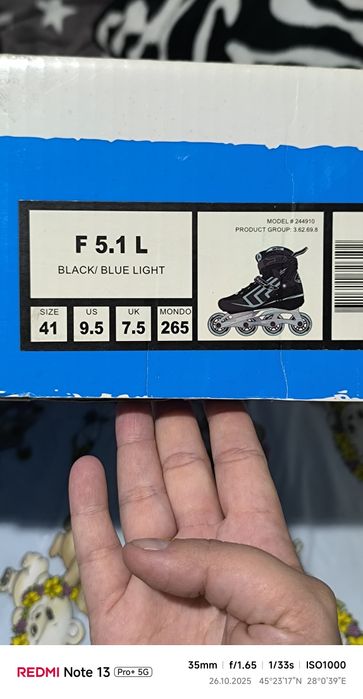 MODEL # 244910
PRODUCT GROUP: 3.62.69.8
F 5.1 L
BLACK/ BLUE LIGHT
SIZE US UK MONDO
41 9.5 7.5 265
REDMI Note 13 Pro+ 5G
35mm f/1.65 1/33s ISO1000
26.10.2025 45°23'17"N 28°0'39"E